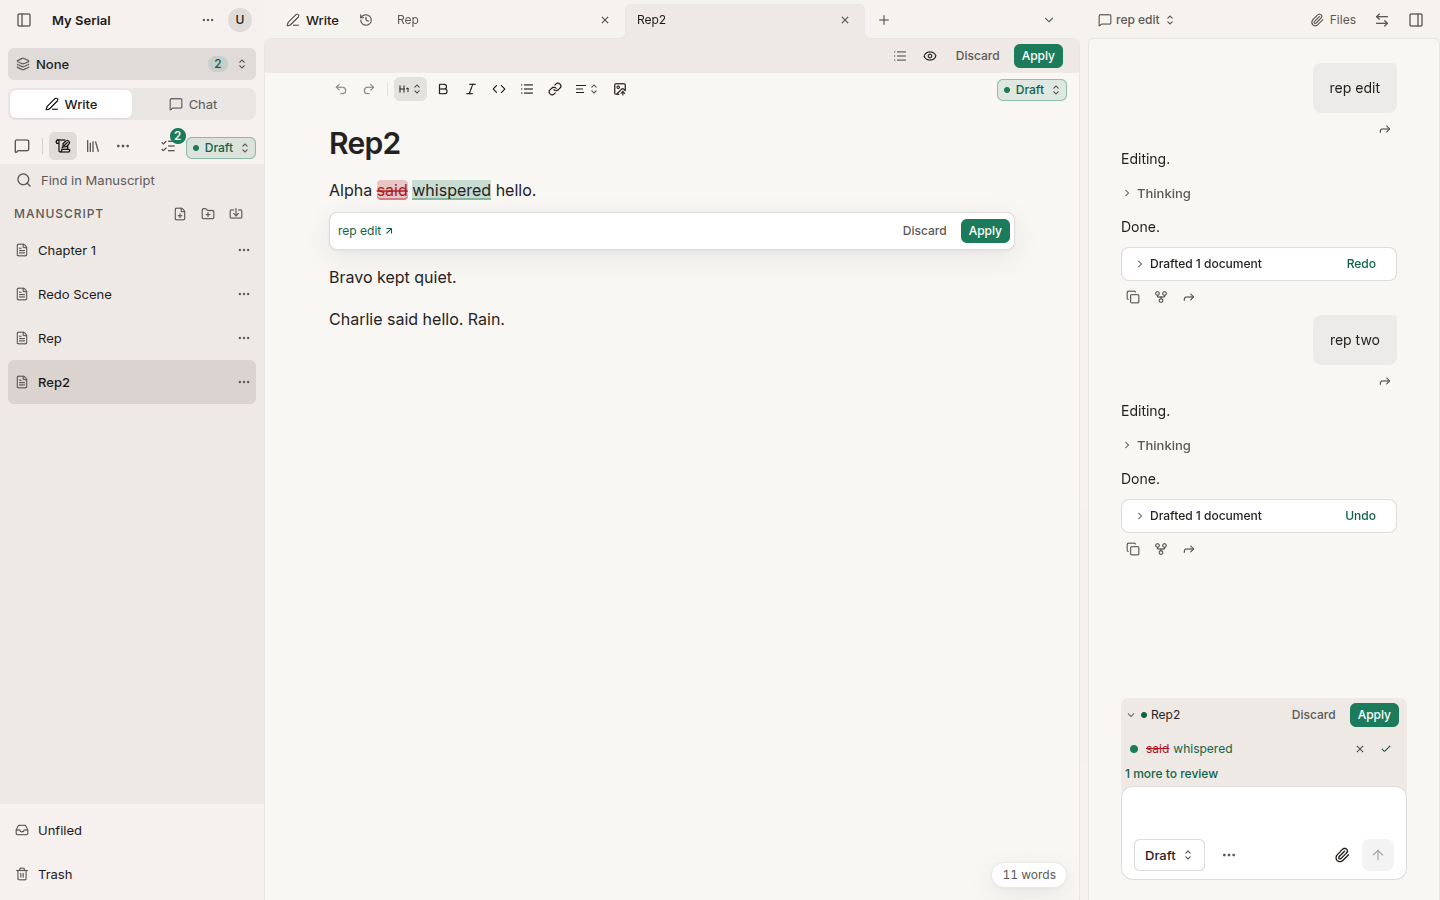 My Serial
U
None
2
Write
Chat
2
Draft
Find in Manuscript
MANUSCRIPT
Chapter 1
Redo Scene
Rep
Rep2
Unfiled
Trash
Write
Rep
Rep2
Discard
Apply
H1
B
I
Draft
Rep2
Alpha said whispered hello.
rep edit
Discard
Apply
Bravo kept quiet.
Charlie said hello. Rain.
11 words
rep edit
Files
rep edit
Editing.
Thinking
Done.
Drafted 1 document
Redo
rep two
Editing.
Thinking
Done.
Drafted 1 document
Undo
Rep2
Discard
Apply
said whispered
1 more to review
Draft